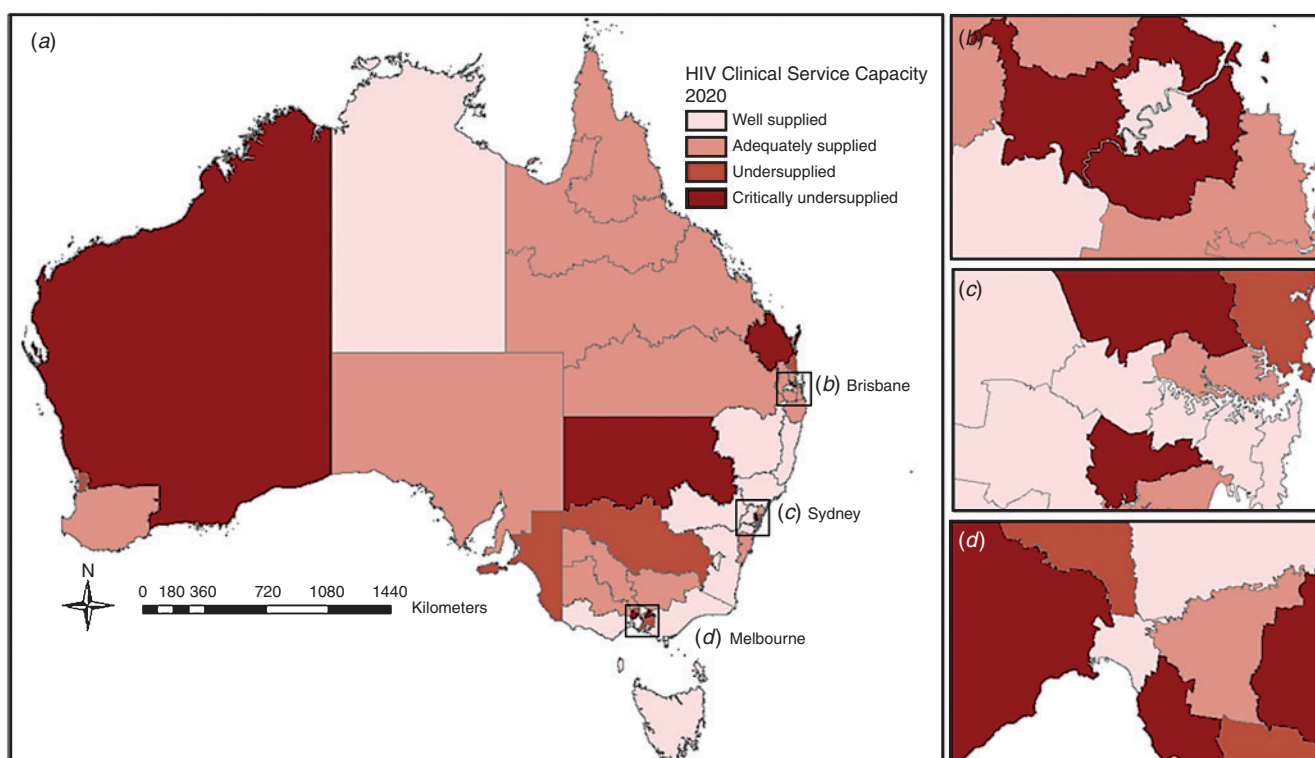 (a)
HIV Clinical Service Capacity
2020
Well supplied
Adequately supplied
Undersupplied
Critically undersupplied
(b) Brisbane
(c) Sydney
(d) Melbourne
N
0 180 360 720 1080 1440
Kilometers
(b)
(c)
(d)